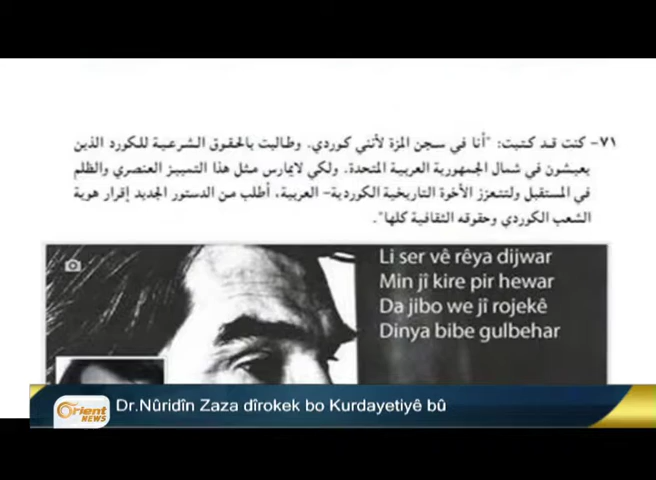 ٧١- كنت قد كتبت: "أنا في سجن المزة لأنني كوردي. وطالبت بالحقوق الشرعية للكورد الذين
يعيشون في شمال الجمهورية العربية المتحدة. ولكي لايمارس مثل هذا التمييز العنصري والظلم
في المستقبل ولتتعزز الأخوة التاريخية الكوردية- العربية، أطلب من الدستور الجديد إقرار هوية
الشعب الكوردي وحقوقه الثقافية كلها".
Li ser vê rêya dijwar
Min jî kire pir hewar
Da jibo we jî rojekê
Dinya bibe gulbehar
Orient NEWS
Dr.Nûridîn Zaza dîrokek bo Kurdayetiyê bû